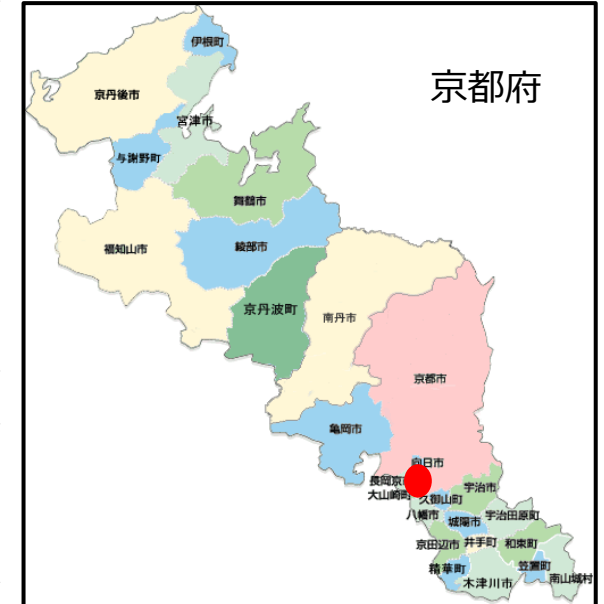 京都府
伊根町
京丹後市
宮津市
与謝野町
舞鶴市
綾部市
福知山市
京丹波町
南丹市
京都市
亀岡市
向日市
長岡京
大山崎町
宇治市
久御山町
八幡市
城陽市
宇治田原町
京田辺市
井手町
和束町
精華町
笠置町
木津川市
南山城村